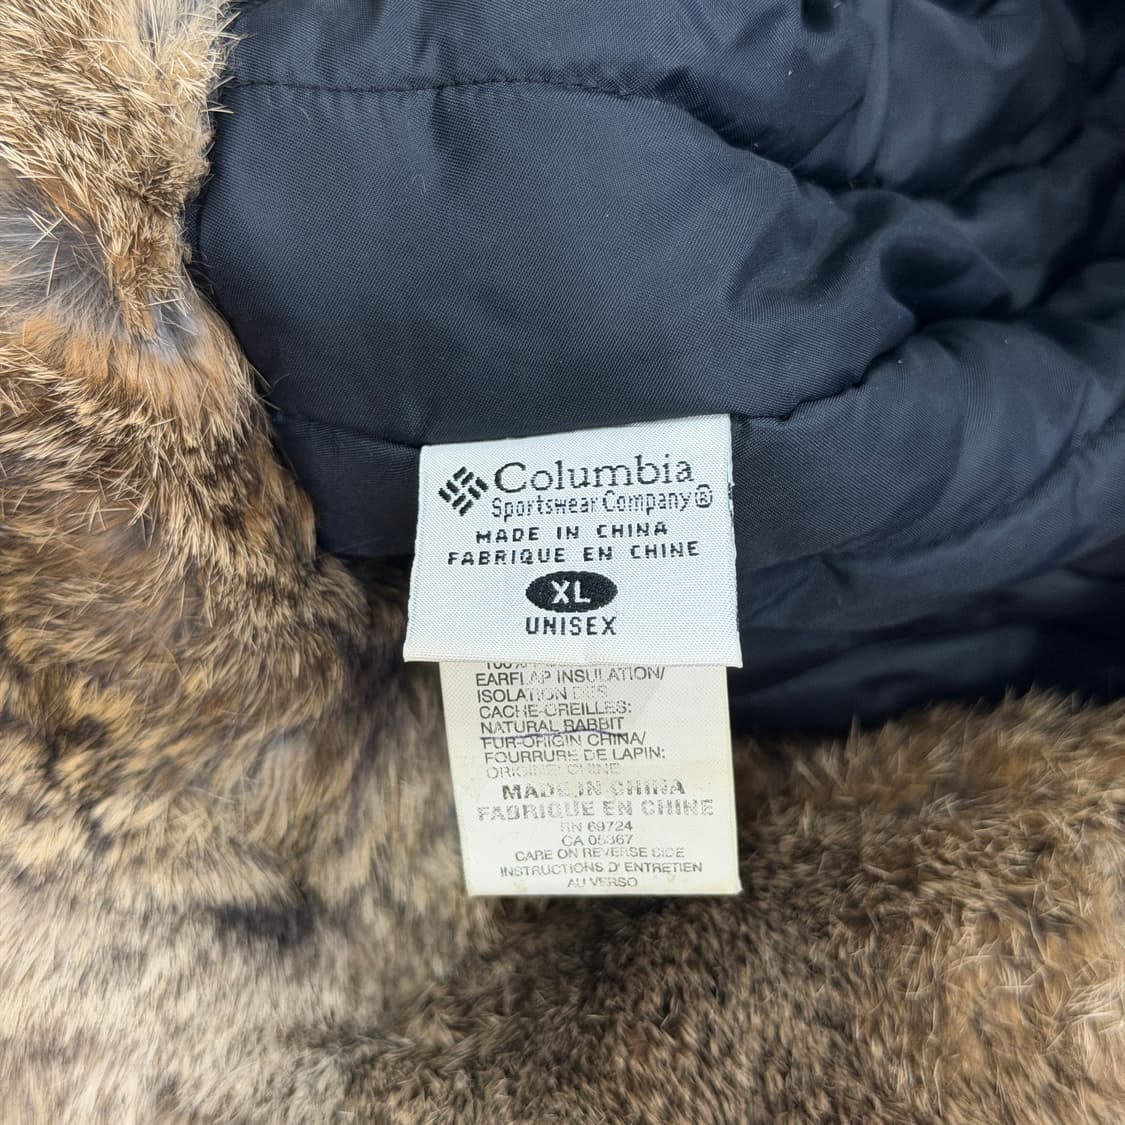 Columbia
Sportswear Company®
MADE IN CHINA
FABRIQUE EN CHINE
XL
UNISEX
EARFLAP INSULATION/
ISOLATION DES
CACHE-OREILLES:
NATURAL RABBIT
FUR-ORIGIN CHINA/
FOURRURE DE LAPIN:
ORIGINE: CHINE
MADE IN CHINA
FABRIQUE EN CHINE
RN 69724
CA 05367
CARE ON REVERSE SIDE
INSTRUCTIONS D'ENTRETIEN
AU VERSO